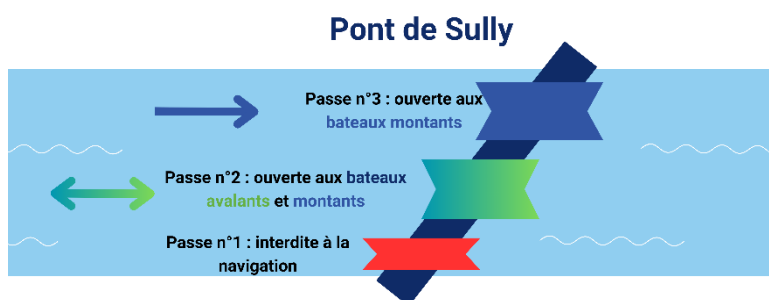 Pont de Sully
Passe n°3 : ouverte aux
bateaux montants
Passe n°2 : ouverte aux bateaux
avalants et montants
Passe n°1 : interdite à la
navigation